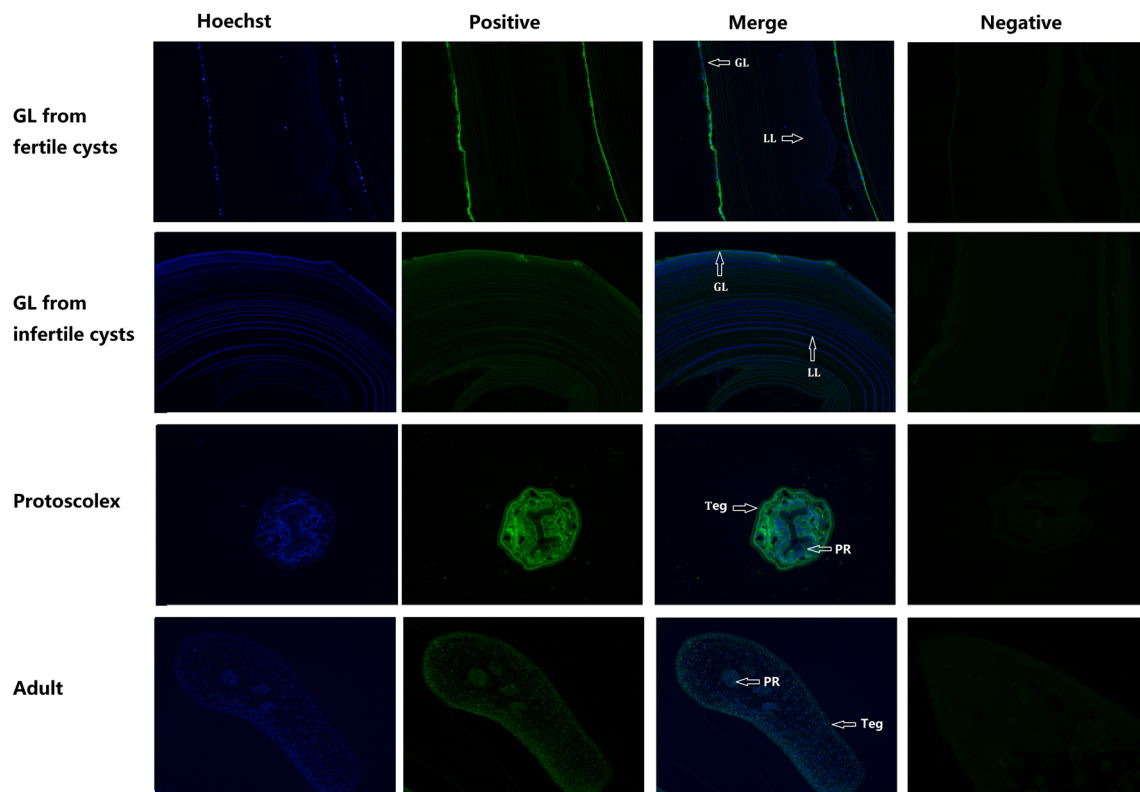 Hoechst Positive Merge Negative
GL from
fertile cysts
GL
LL
GL from
infertile cysts
GL
LL
Protoscolex
Teg
PR
Adult
PR
Teg